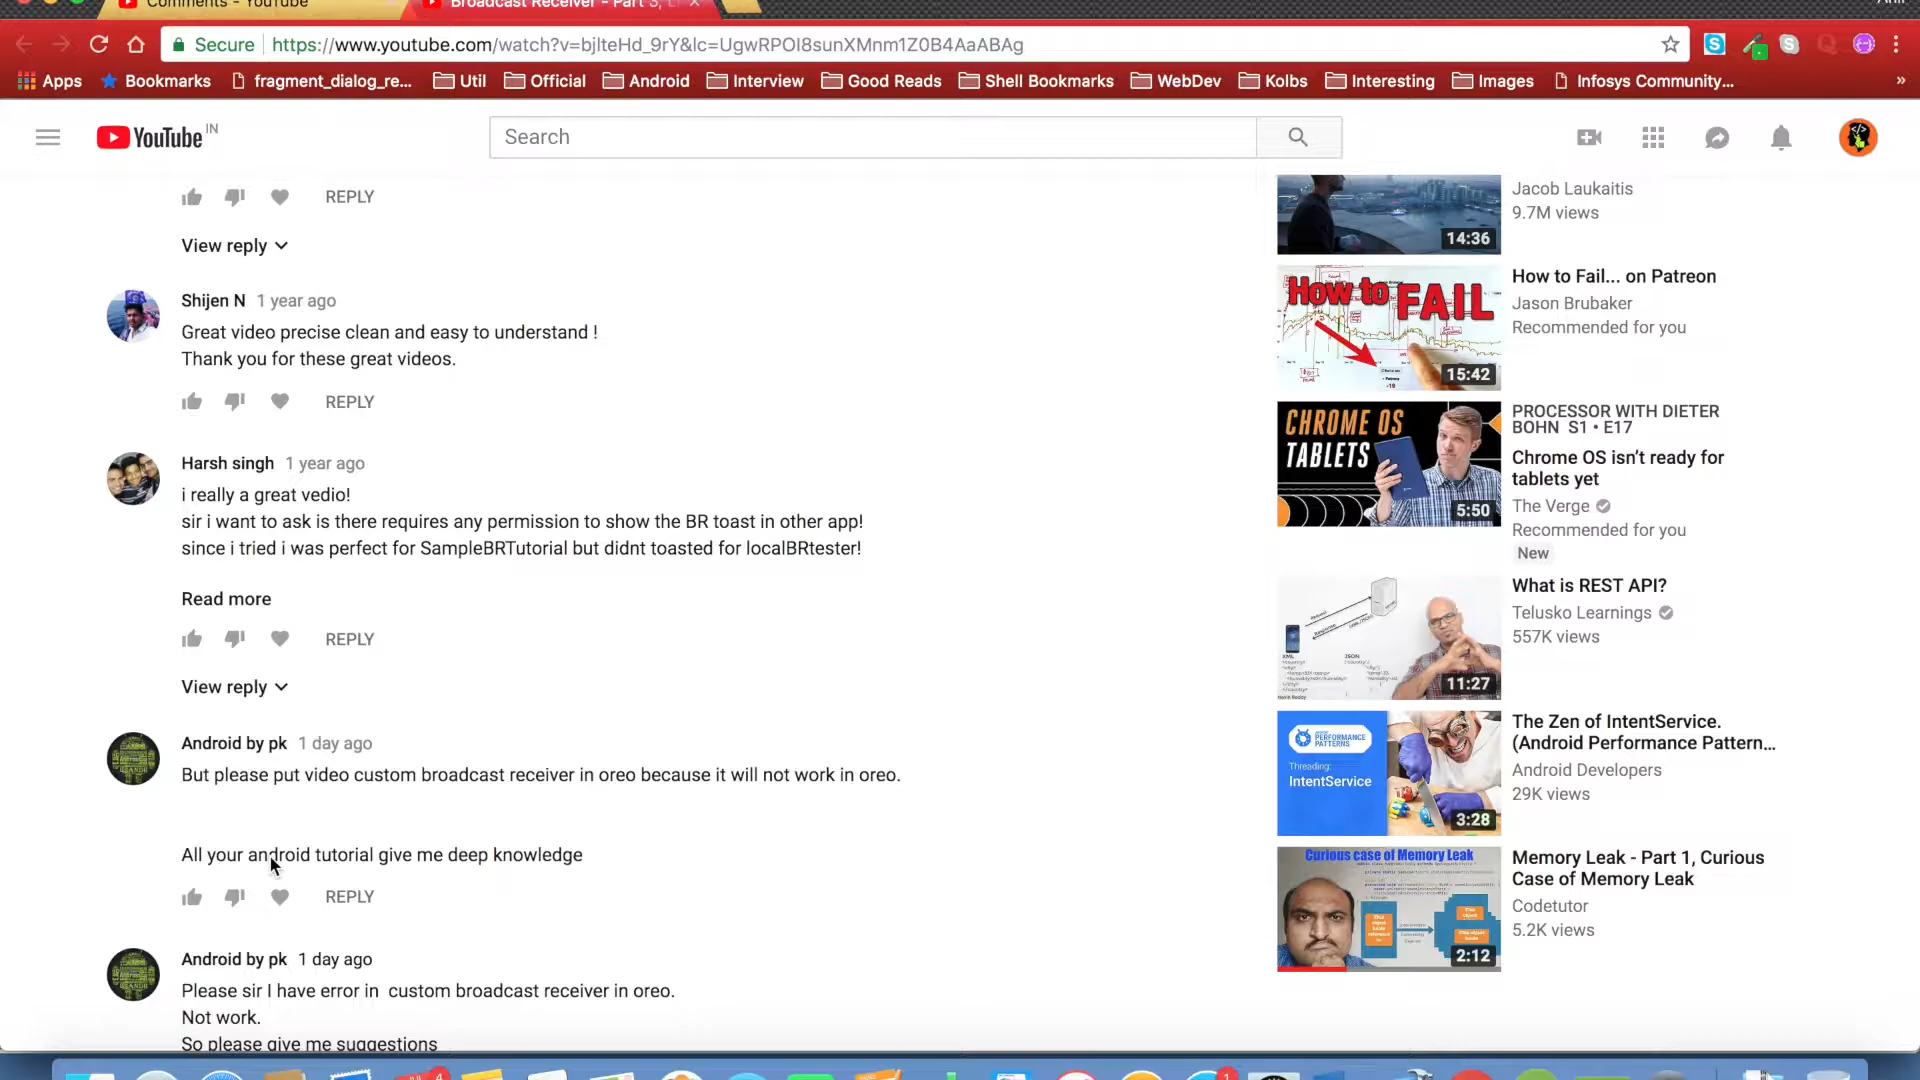 Comments - YouTube
Broadcast Receiver - Part 3, L
Secure
https://www.youtube.com/watch?v=bjlteHd_9rY&lc=UgwRPOI8sunXMnm1Z0B4AaABAg
Apps
Bookmarks
fragment_dialog_re...
Util
Official
Android
Interview
Good Reads
Shell Bookmarks
WebDev
Kolbs
Interesting
Images
Infosys Community...
»
YouTube IN
Search
REPLY
View reply
Shijen N 1 year ago
Great video precise clean and easy to understand !
Thank you for these great videos.
REPLY
Harsh singh 1 year ago
i really a great vedio!
sir i want to ask is there requires any permission to show the BR toast in other app!
since i tried i was perfect for SampleBRTutorial but didnt toasted for localBRtester!
Read more
REPLY
View reply
Android by pk 1 day ago
But please put video custom broadcast receiver in oreo because it will not work in oreo.
All your android tutorial give me deep knowledge
REPLY
Android by pk 1 day ago
Please sir I have error in custom broadcast receiver in oreo.
Not work.
So please give me suggestions
Jacob Laukaitis
9.7M views
14:36
How to FAIL
15:42
How to Fail... on Patreon
Jason Brubaker
Recommended for you
CHROME OS
TABLETS
5:50
PROCESSOR WITH DIETER
BOHN S1 • E17
Chrome OS isn't ready for
tablets yet
The Verge
Recommended for you
New
XML
JSON
11:27
What is REST API?
Telusko Learnings
557K views
PERFORMANCE
PATTERNS
Threading:
IntentService
3:28
The Zen of IntentService.
(Android Performance Pattern...
Android Developers
29K views
Curious case of Memory Leak
2:12
Memory Leak - Part 1, Curious
Case of Memory Leak
Codetutor
5.2K views
4
1